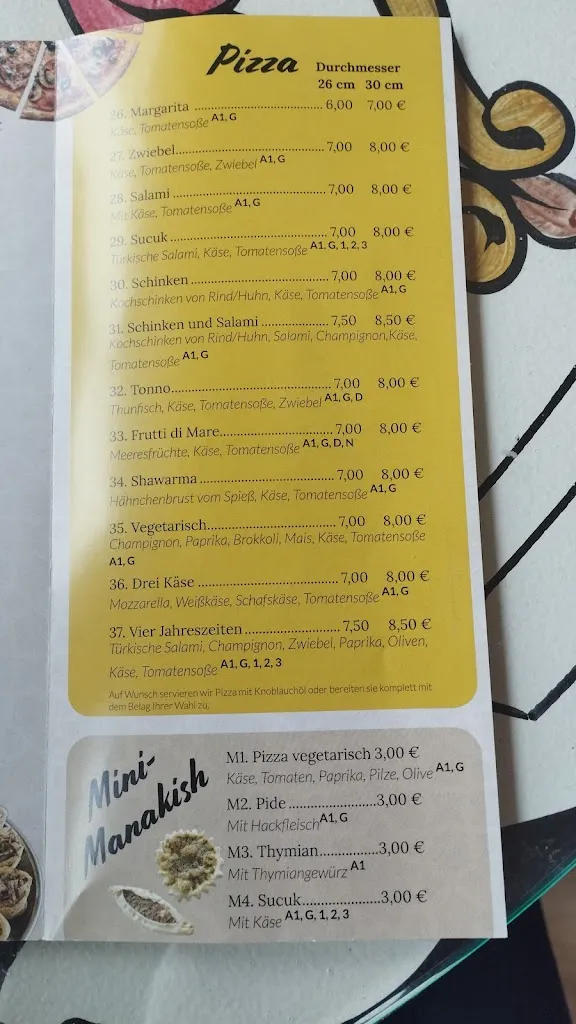 Pizza Durchmesser
26 cm 30 cm
26. Margarita ................................ 6,00 7,00 €
Käse, Tomatensoße A1, G
27. Zwiebel..................................... 7,00 8,00 €
Käse, Tomatensoße, Zwiebel A1, G
28. Salami ...................................... 7,00 8,00 €
Mit Käse, Tomatensoße A1, G
29. Sucuk ....................................... 7,00 8,00 €
Türkische Salami, Käse, Tomatensoße A1, G, 1, 2, 3
30. Schinken ................................... 7,00 8,00 €
Kochschinken von Rind/Huhn, Käse, Tomatensoße A1, G
31. Schinken und Salami ................. 7,50 8,50 €
Kochschinken von Rind/Huhn, Salami, Champignon,Käse,
Tomatensoße A1, G
32. Tonno........................................ 7,00 8,00 €
Thunfisch, Käse, Tomatensoße, Zwiebel A1, G, D
33. Frutti di Mare............................ 7,00 8,00 €
Meeresfrüchte, Käse, Tomatensoße A1, G, D, N
34. Shawarma ................................. 7,00 8,00 €
Hähnchenbrust vom Spieß, Käse, Tomatensoße A1, G
35. Vegetarisch................................ 7,00 8,00 €
Champignon, Paprika, Brokkoli, Mais, Käse, Tomatensoße
A1, G
36. Drei Käse ................................... 7,00 8,00 €
Mozzarella, Weißkäse, Schafskäse, Tomatensoße A1, G
37. Vier Jahreszeiten ........................ 7,50 8,50 €
Türkische Salami, Champignon, Zwiebel, Paprika, Oliven,
Käse, Tomatensoße A1, G, 1, 2, 3
Auf Wunsch servieren wir Pizza mit Knoblauchöl oder bereiten sie komplett mit
dem Belag Ihrer Wahl zu.
Mini-
Manakish
M1. Pizza vegetarisch 3,00 €
Käse, Tomaten, Paprika, Pilze, Olive A1, G
M2. Pide ......................3,00 €
Mit Hackfleisch A1, G
M3. Thymian...............3,00 €
Mit Thymiangewürz A1
M4. Sucuk....................3,00 €
Mit Käse A1, G, 1, 2, 3